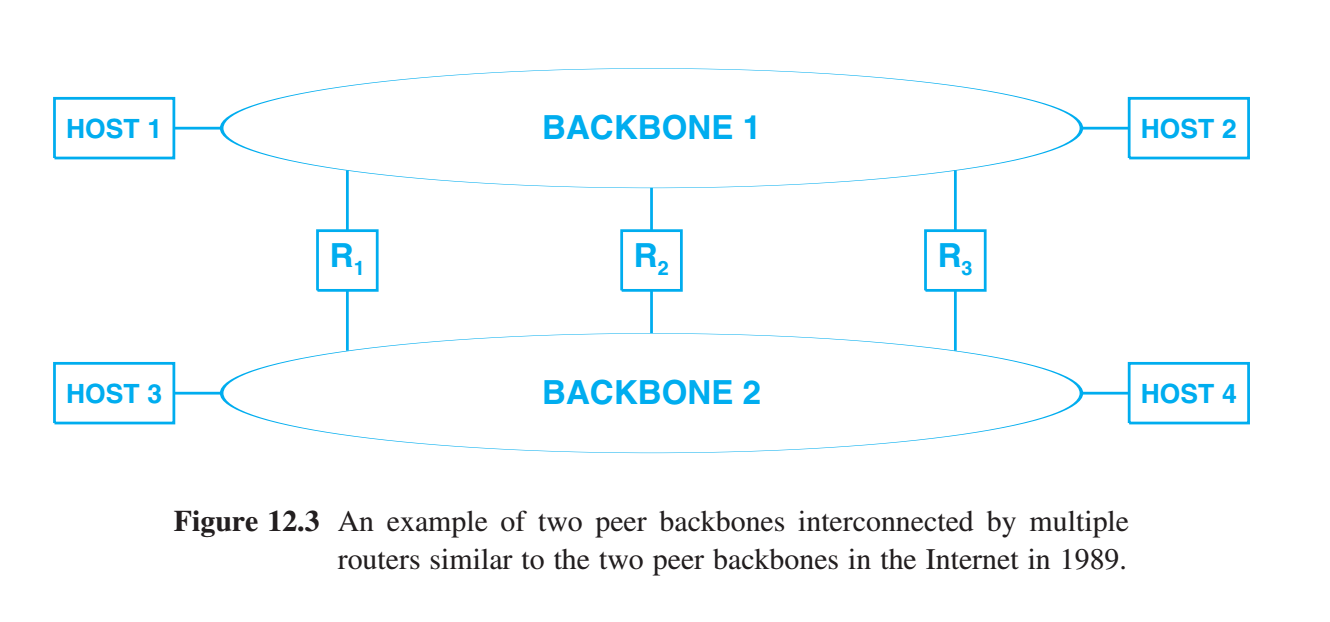 HOST 1
BACKBONE 1
HOST 2
R1
R2
R3
HOST 3
BACKBONE 2
HOST 4
Figure 12.3 An example of two peer backbones interconnected by multiple
routers similar to the two peer backbones in the Internet in 1989.